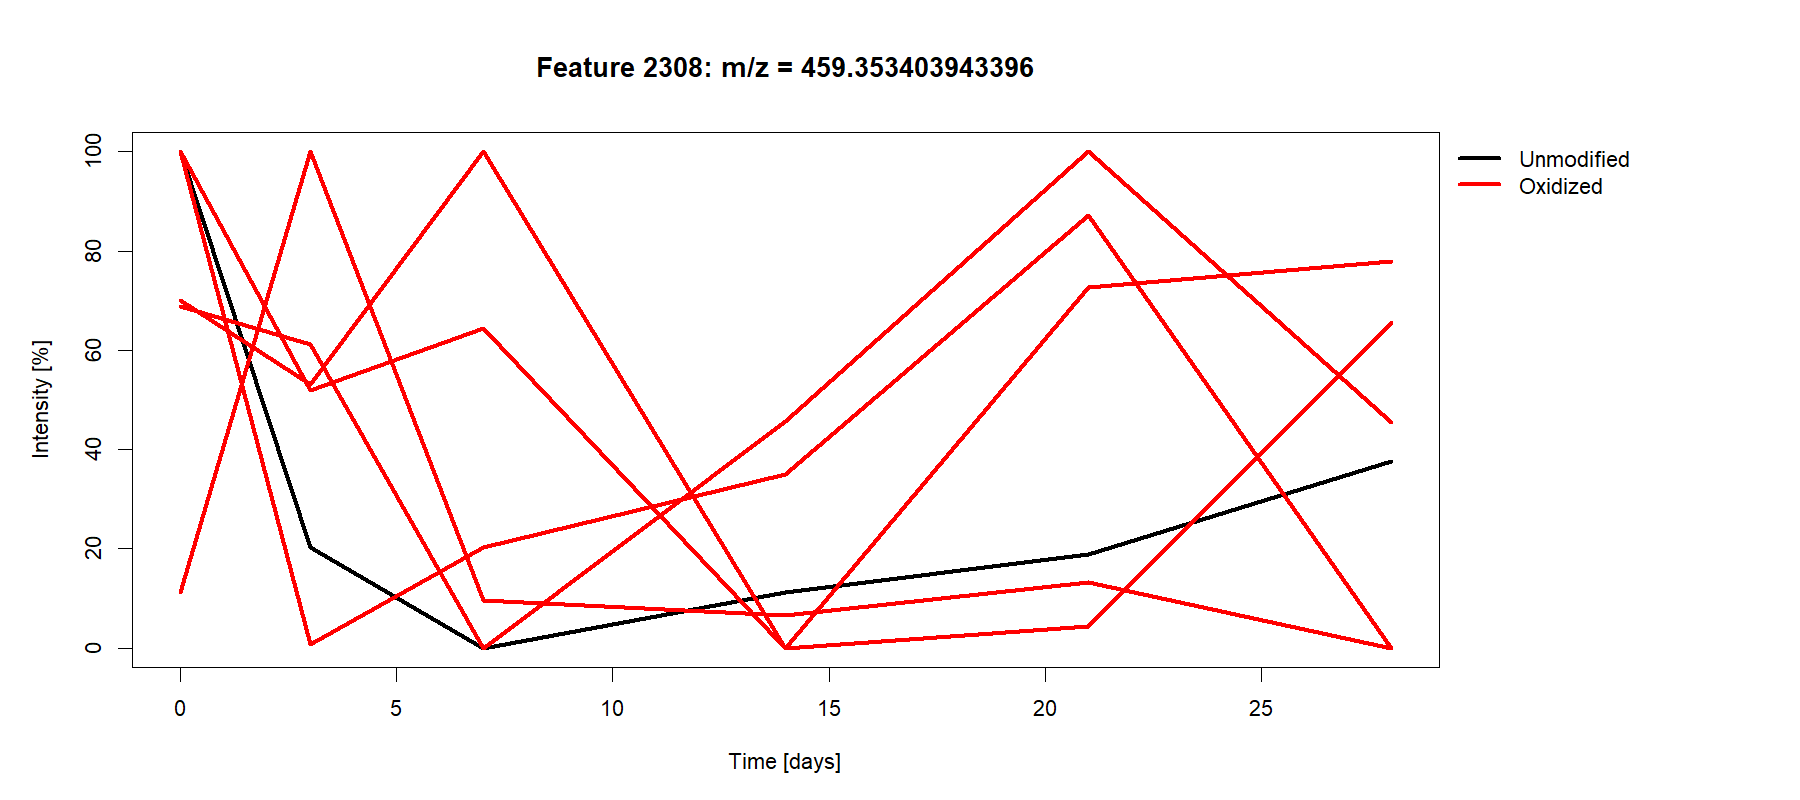 Feature 2308: m/z = 459.353403943396
Unmodified
Oxidized
Intensity [%]
100
80
60
40
20
0
0 5 10 15 20 25
Time [days]